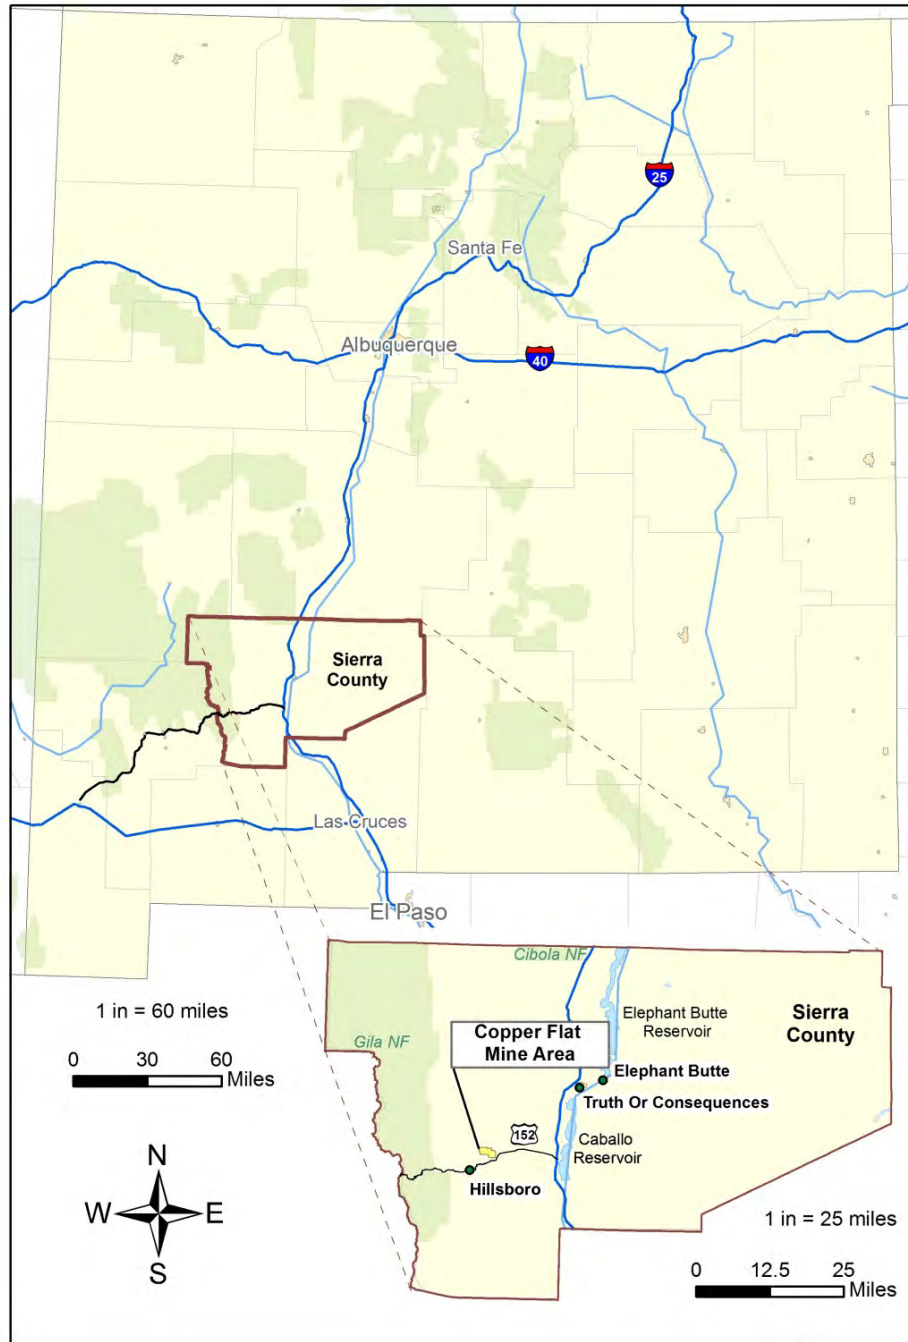 25
Santa Fe
Albuquerque
40
Sierra
County
Las Cruces
El Paso
1 in = 60 miles
0 30 60
Miles
N
W E
S
Cibola NF
Gila NF
Copper Flat
Mine Area
Elephant Butte
Reservoir
Sierra
County
Elephant Butte
Truth Or Consequences
152
Caballo
Reservoir
Hillsboro
1 in = 25 miles
0 12.5 25
Miles